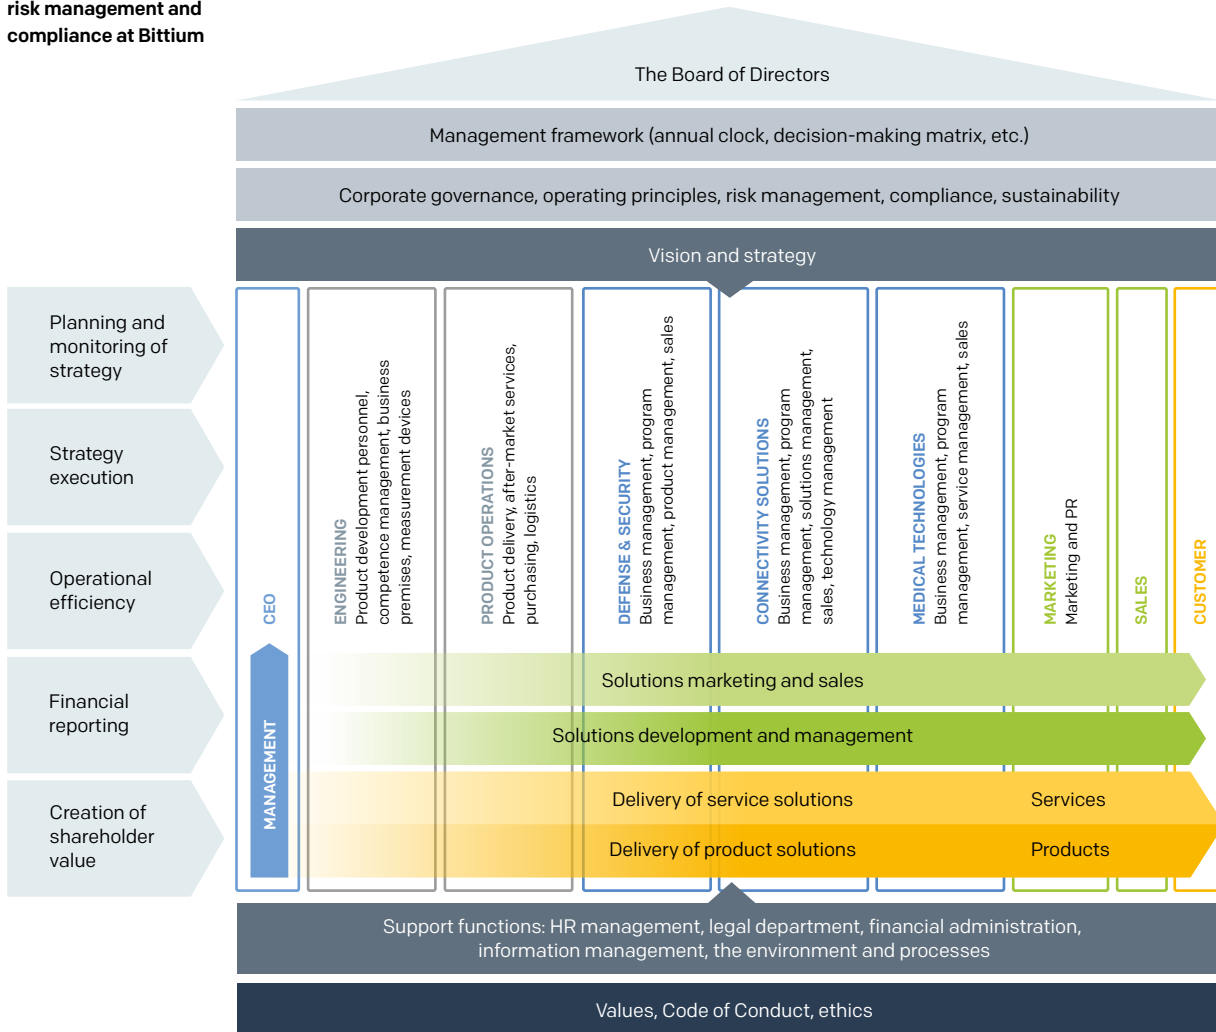 risk management and
compliance at Bittium
The Board of Directors
Management framework (annual clock, decision-making matrix, etc.)
Corporate governance, operating principles, risk management, compliance, sustainability
Vision and strategy
Planning and
monitoring of
strategy
Strategy
execution
Operational
efficiency
Financial
reporting
Creation of
shareholder
value
CEO
MANAGEMENT
ENGINEERING
Product development personnel,
competence management, business
premises, measurement devices
PRODUCT OPERATIONS
Product delivery, after-market services,
purchasing, logistics
DEFENSE & SECURITY
Business management, program
management, product management, sales
CONNECTIVITY SOLUTIONS
Business management, program
management, solutions management,
sales, technology management
MEDICAL TECHNOLOGIES
Business management, program
management, service management, sales
MARKETING
Marketing and PR
SALES
CUSTOMER
Solutions marketing and sales
Solutions development and management
Delivery of service solutions Services
Delivery of product solutions Products
Support functions: HR management, legal department, financial administration,
information management, the environment and processes
Values, Code of Conduct, ethics